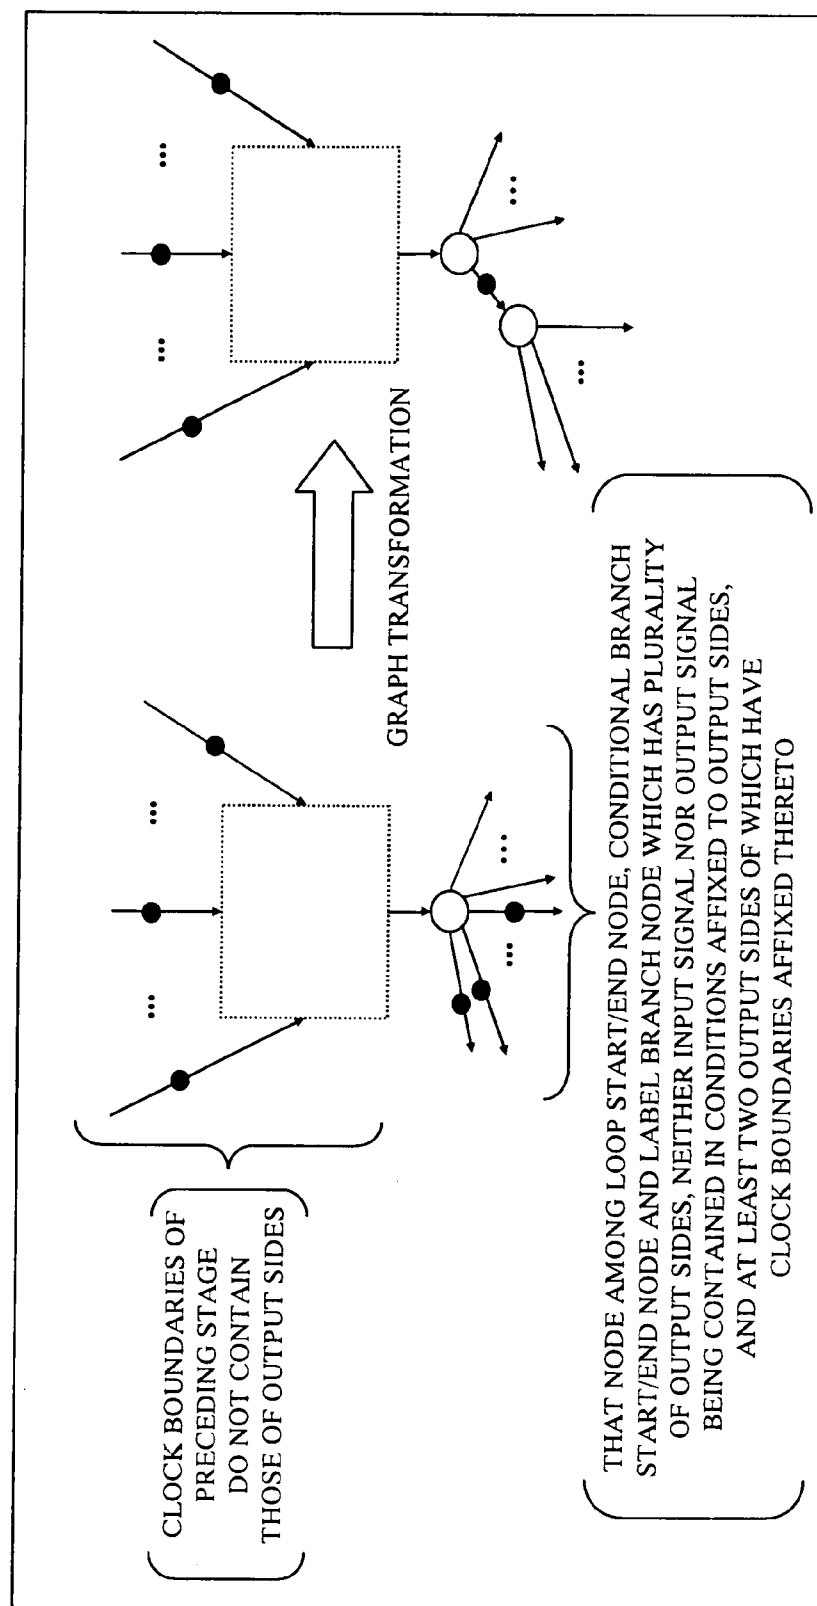 CLOCK BOUNDARIES OF
PRECEDING STAGE
DO NOT CONTAIN
THOSE OF OUTPUT SIDES
GRAPH TRANSFORMATION
THAT NODE AMONG LOOP START/END NODE, CONDITIONAL BRANCH
START/END NODE AND LABEL BRANCH NODE WHICH HAS PLURALITY
OF OUTPUT SIDES, NEITHER INPUT SIGNAL NOR OUTPUT SIGNAL
BEING CONTAINED IN CONDITIONS AFFIXED TO OUTPUT SIDES,
AND AT LEAST TWO OUTPUT SIDES OF WHICH HAVE
CLOCK BOUNDARIES AFFIXED THERETO